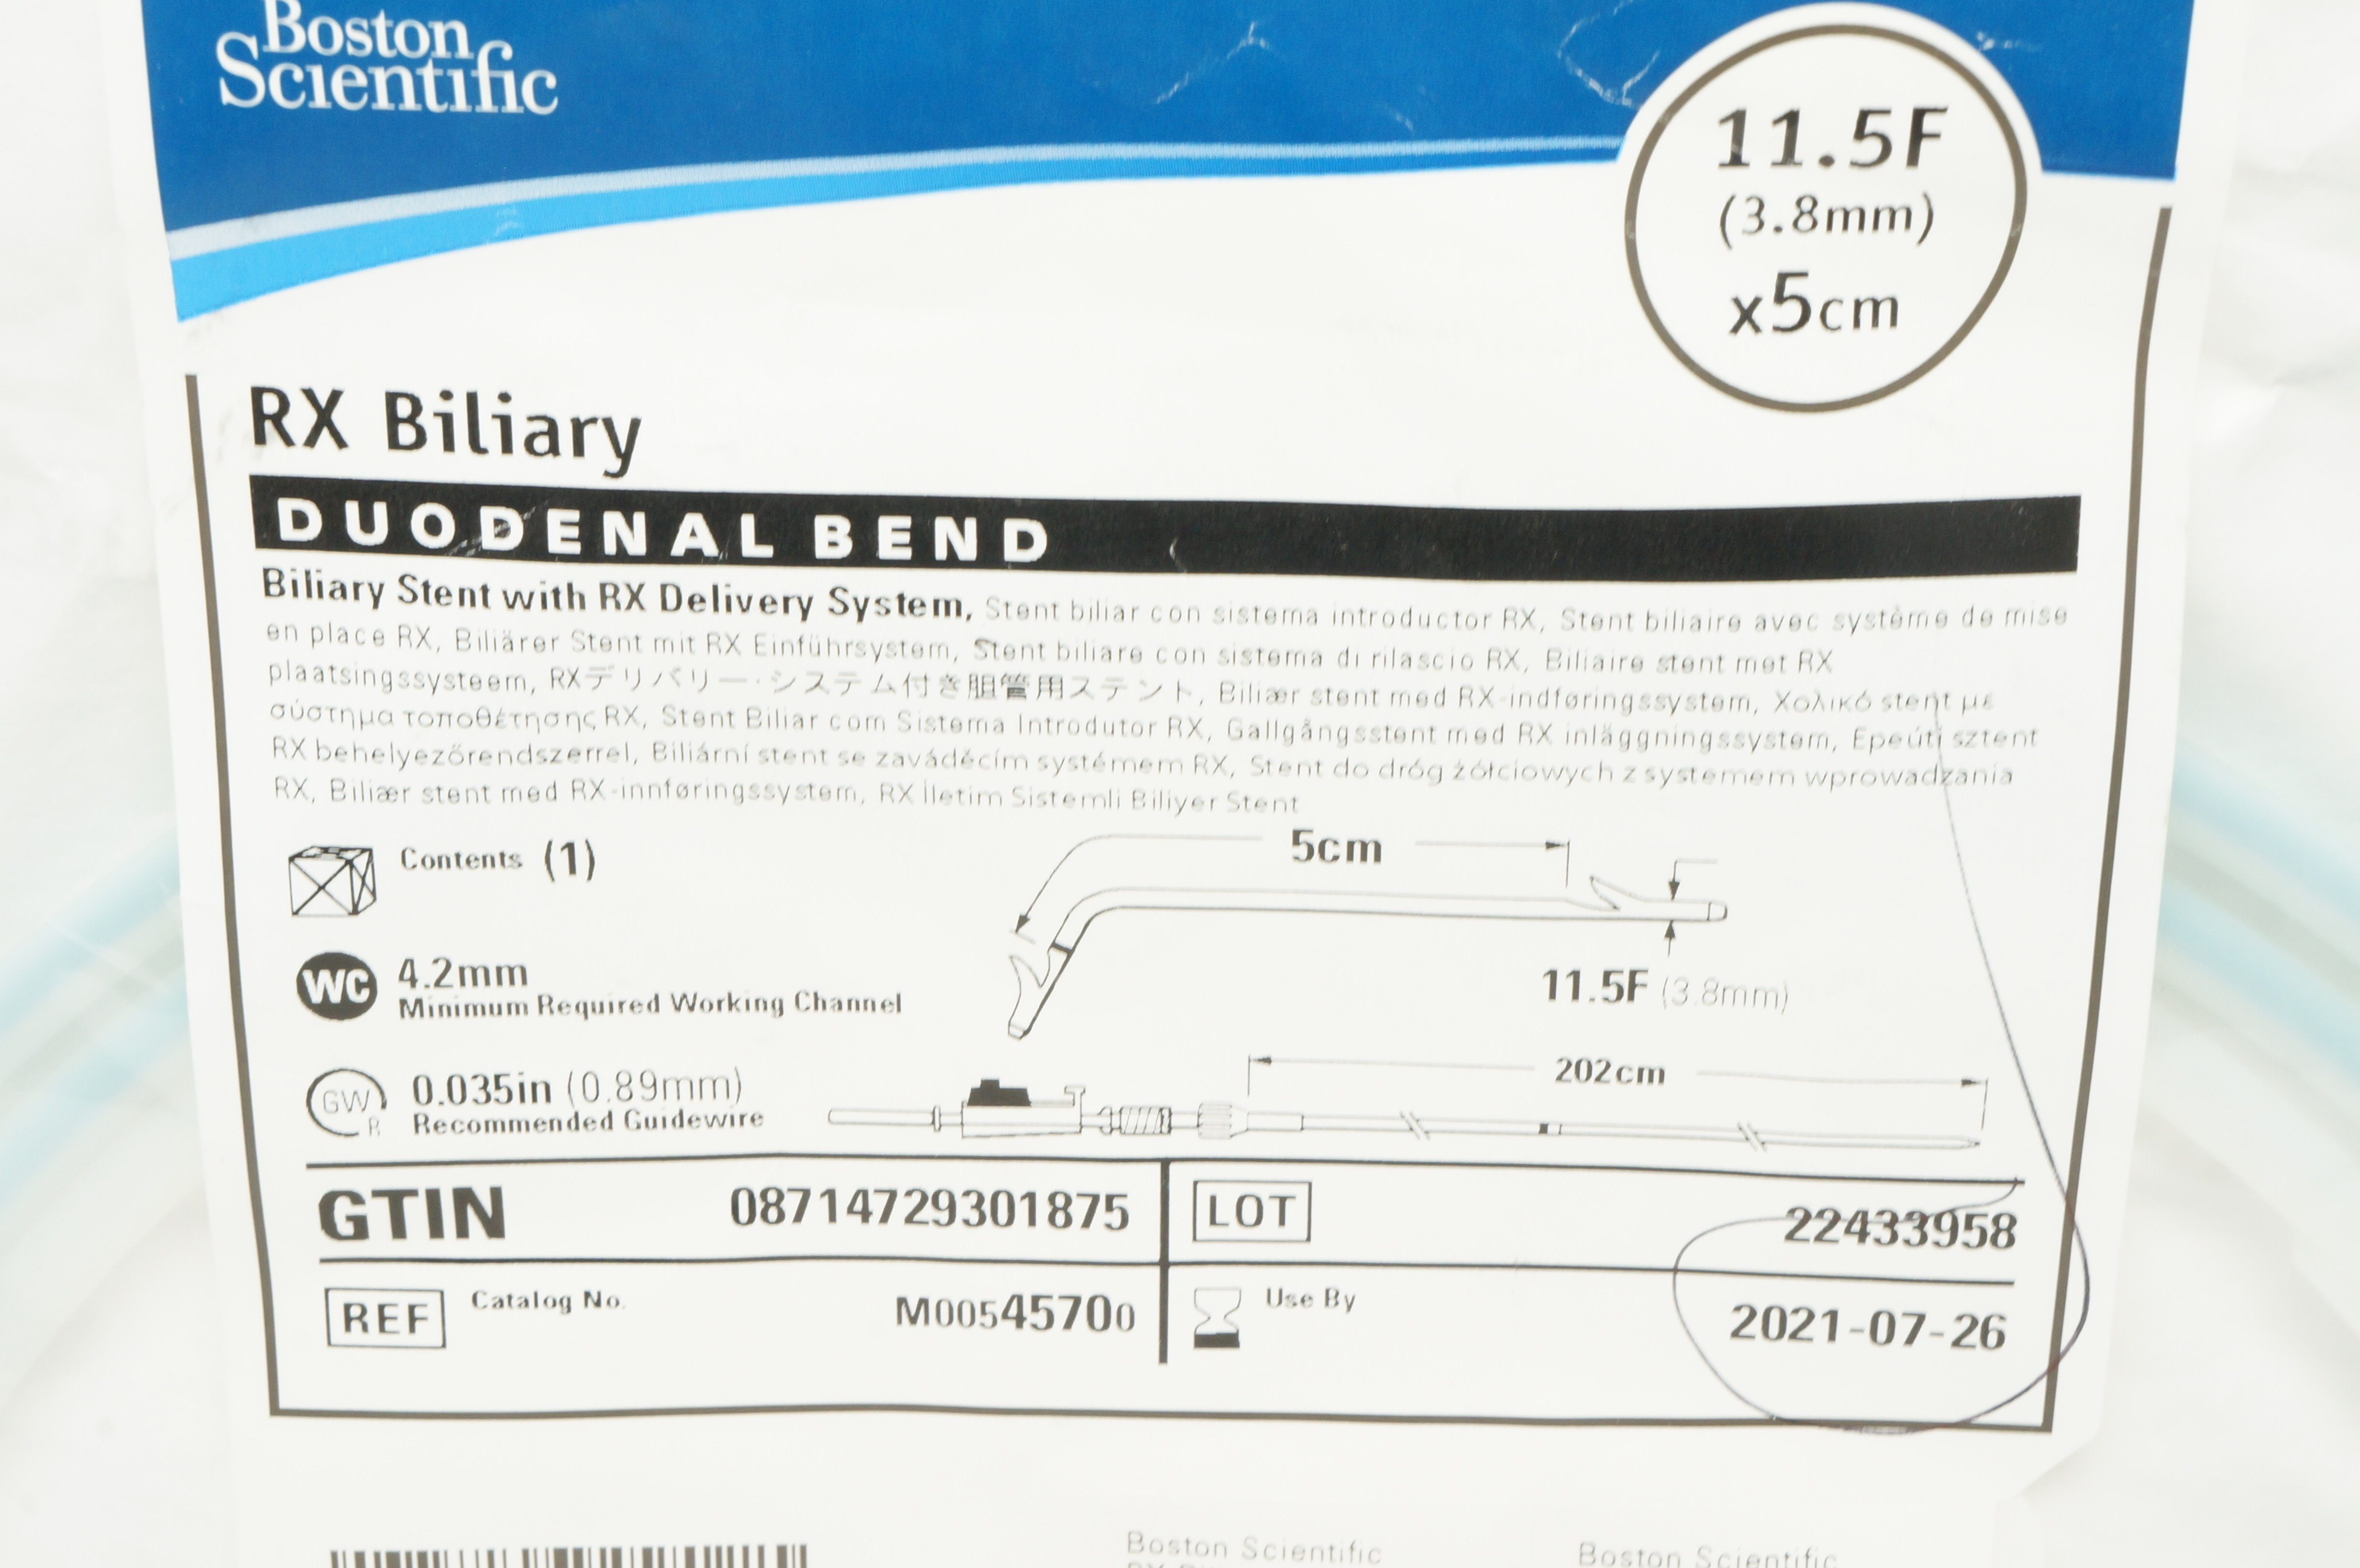 Boston
Scientific
11.5F
(3.8mm)
x5cm
RX Biliary
DUODENAL BEND
Biliary Stent with RX Delivery System, Stent biliar con sistema introductor RX, Stent biliaire avec système de mise
en place RX, Biliärer Stent mit RX Einführsystem, Stent biliare con sistema di rilascio RX, Biliaire stent met RX
plaatsingssysteem, RXデリバリー・システム付き胆管用ステント, Biliær stent med RX-indføringssystem, Χολικό stent με
σύστημα τοποθέτησης RX, Stent Biliar com Sistema Introdutor RX, Gallgångsstent med RX inläggningssystem, Epeúti sztent
RX behelyezőrendszerrel, Biliární stent se zaváděcím systémem RX, Stent do dróg żółciowych z systemem wprowadzania
RX, Biliær stent med RX-innføringssystem, RX İletim Sistemli Biliyer Stent
Contents (1)
5cm
WC 4.2mm
Minimum Required Working Channel
11.5F (3.8mm)
GW R 0.035in (0.89mm)
Recommended Guidewire
202cm
GTIN 08714729301875
LOT 22433958
REF Catalog No. M00545700
Use By 2021-07-26
Boston Scientific
Boston Scientific